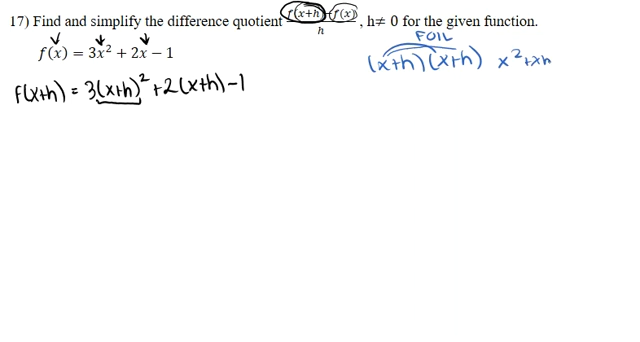 17) Find and simplify the difference quotient f(x+h)-f(x)/h, h≠ 0 for the given function.
FOIL
f(x) = 3x² + 2x − 1
(x+h)(x+h) x²+xh
f(x+h) = 3(x+h)²+2(x+h)-1